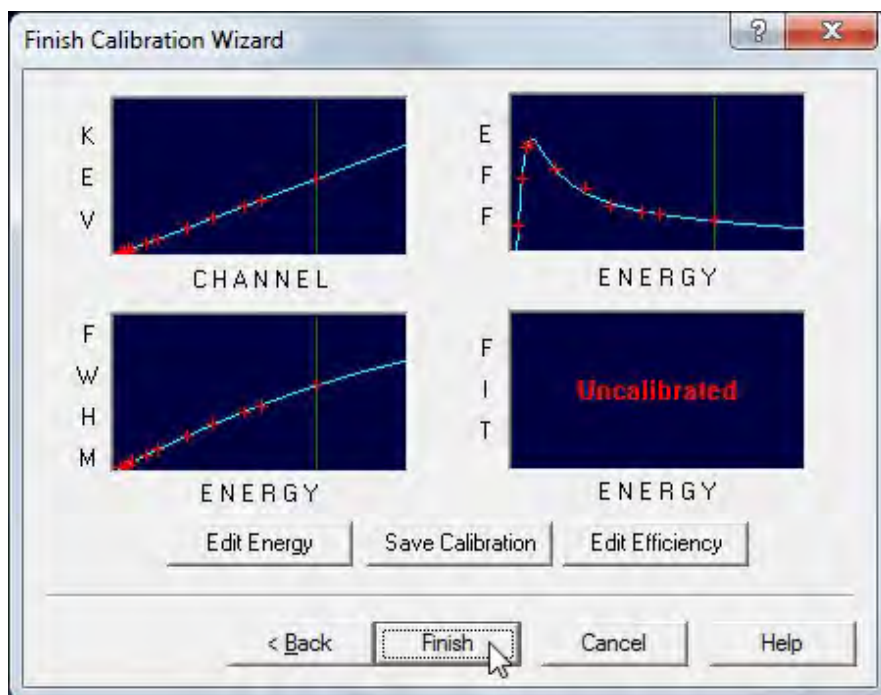 Finish Calibration Wizard
?
X
K
E
V
CHANNEL
E
F
F
ENERGY
F
W
H
M
ENERGY
F
I
T
Uncalibrated
ENERGY
Edit Energy
Save Calibration
Edit Efficiency
< Back
Finish
Cancel
Help